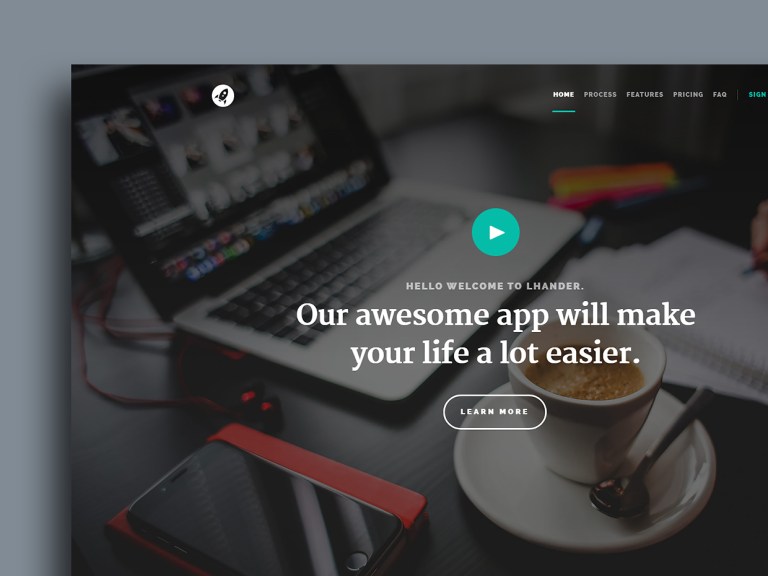 HOME PROCESS FEATURES PRICING FAQ SIGN
HELLO WELCOME TO LHANDER.
Our awesome app will make
your life a lot easier.
LEARN MORE